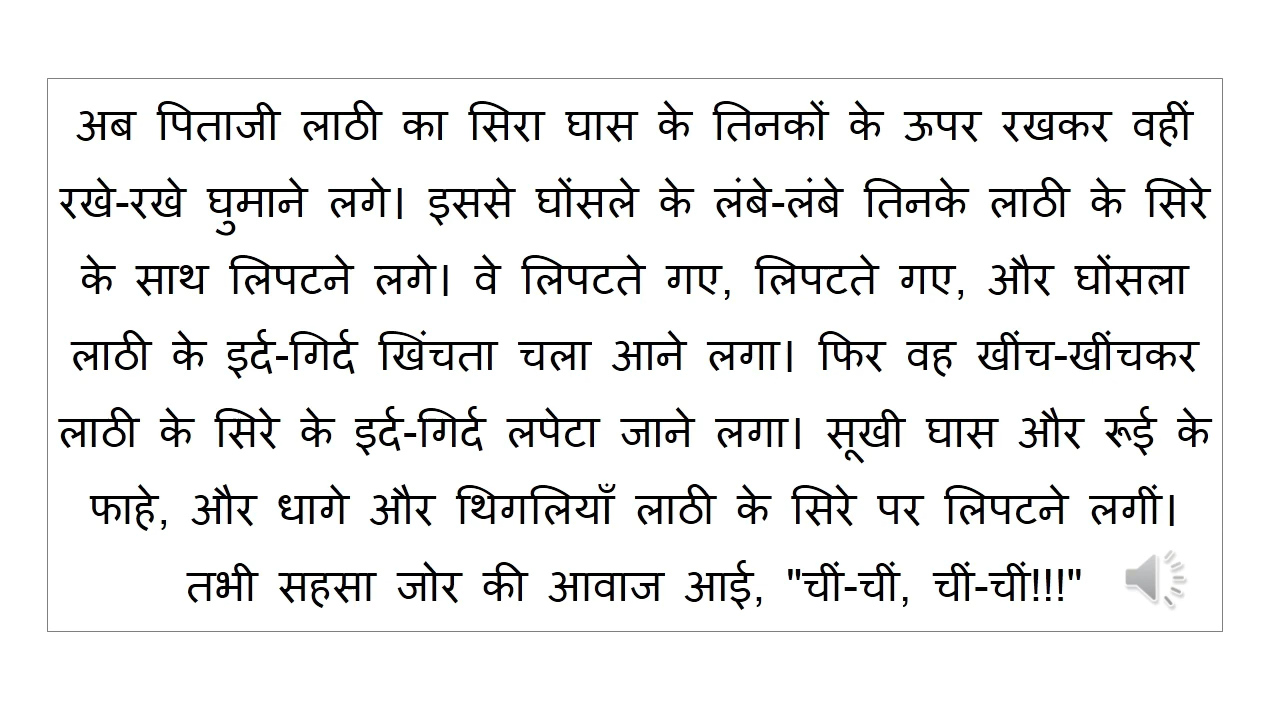 अब पिताजी लाठी का सिरा घास के तिनकों के ऊपर रखकर वहीं
रखे-रखे घुमाने लगे। इससे घोंसले के लंबे-लंबे तिनके लाठी के सिरे
के साथ लिपटने लगे। वे लिपटते गए, लिपटते गए, और घोंसला
लाठी के इर्द-गिर्द खिंचता चला आने लगा। फिर वह खींच-खींचकर
लाठी के सिरे के इर्द-गिर्द लपेटा जाने लगा। सूखी घास और रूई के
फाहे, और धागे और थिगलियाँ लाठी के सिरे पर लिपटने लगीं।
तभी सहसा जोर की आवाज आई, "चीं-चीं, चीं-चीं!!!"